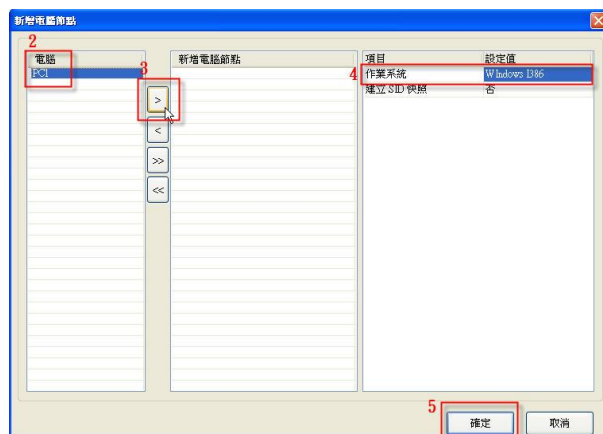 新增電腦節點
2
電腦
新增電腦節點
項目
設定值
PC1
3
4
作業系統
Windows I386
建立 SID 快照
否
>
<
>>
<<
5
確定
取消